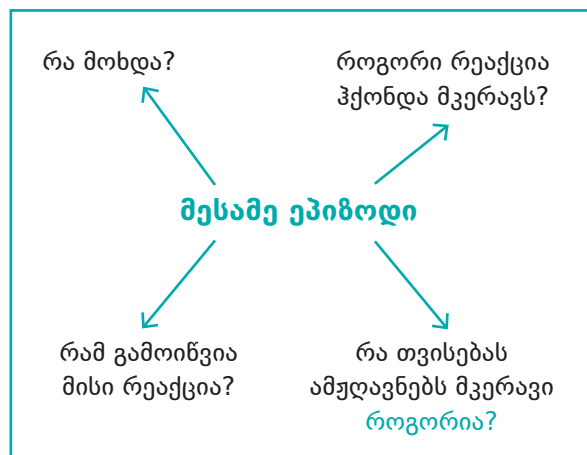 რა მოხდა?
როგორი რეაქცია
ჰქონდა მკერავს?
მესამე ეპიზოდი
რამ გამოიწვია
მისი რეაქცია?
რა თვისებას
ამჟღავნებს მკერავი
როგორია?